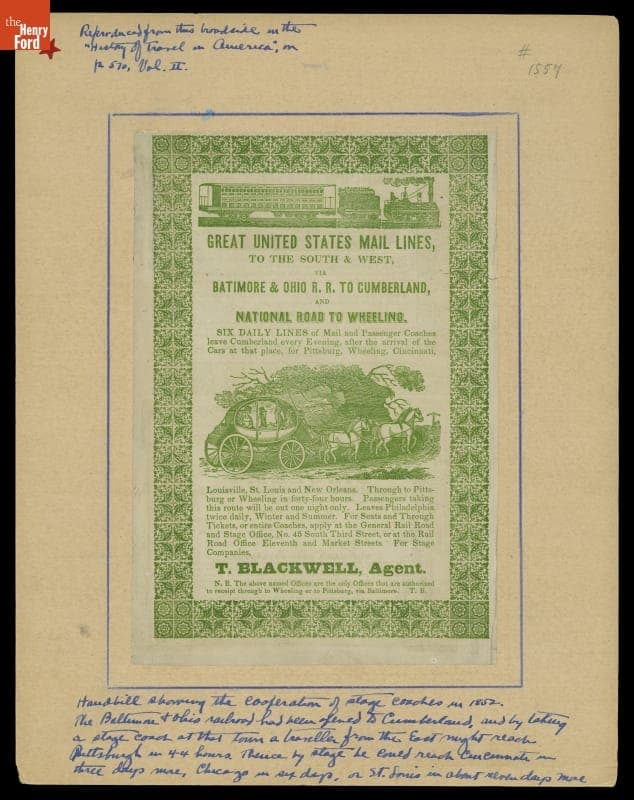 the
Henry
Ford
Reproduced from this broadside in the
"History of travel in America", on
p 570, Vol. II.
#
1557
GREAT UNITED STATES MAIL LINES,
TO THE SOUTH & WEST,
VIA
BATIMORE & OHIO R. R. TO CUMBERLAND,
AND
NATIONAL ROAD TO WHEELING.
SIX DAILY LINES of Mail and Passenger Coaches
leave Cumberland every Evening, after the arrival of the
Cars at that place, for Pittsburg, Wheeling, Cincinnati,
Louisville, St. Louis and New Orleans. Through to Pitts-
burg or Wheeling in forty-four hours. Passengers taking
this route will be out one night only. Leaves Philadelphia
twice daily, Winter and Summer. For Seats and Through
Tickets, or entire Coaches, apply at the General Rail Road
and Stage Office, No. 45 South Third Street, or at the Rail
Road Office Eleventh and Market Streets. For Stage
Companies,
T. BLACKWELL, Agent.
N. B. The above named Offices are the only Offices that are authorized
to receipt through to Wheeling or to Pittsburg, via Baltimore. T. B.
Handbill showing the cooperation of stage coaches in 1852.
The Baltimore & Ohio railroad had been opened to Cumberland, and by taking
a stage coach at that town a traveller from the East might reach
Pittsburgh in 44 hours. Thence by stage he could reach Cincinnati in
three days more, Chicago in six days, or St. Louis in about seven days more